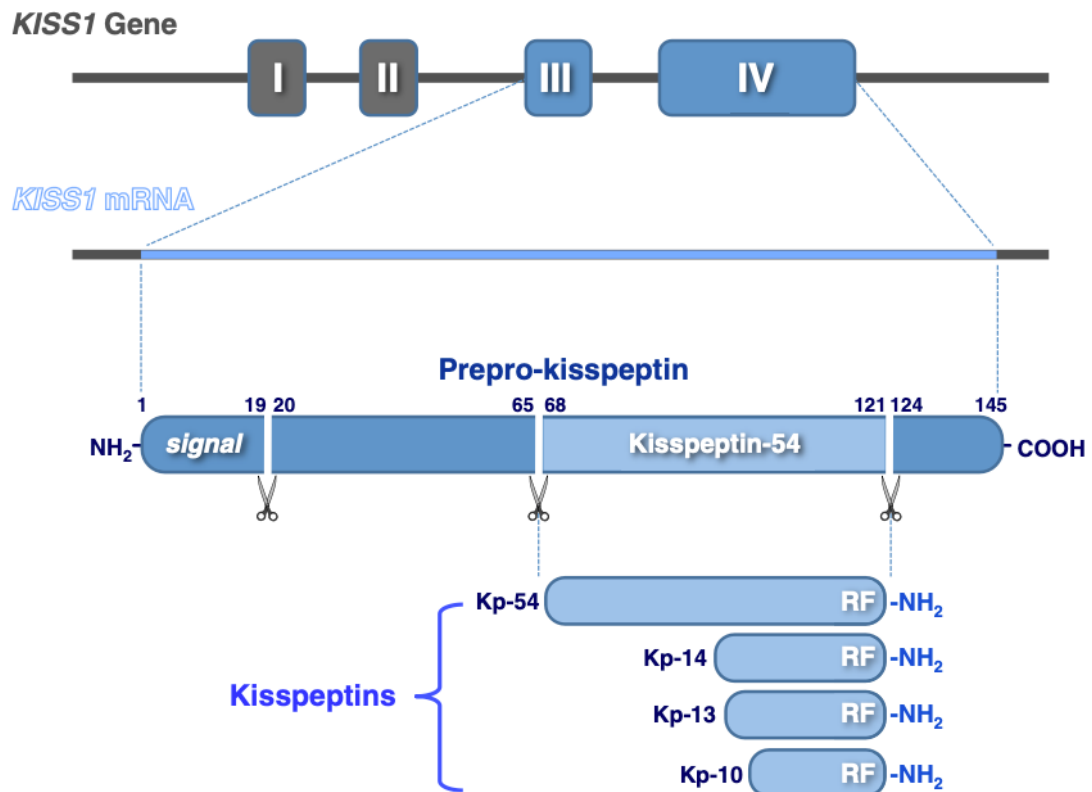 KISS1 Gene
I II III IV
KISS1 mRNA
Prepro-kisspeptin
1 19 20 65 68 121 124 145
NH2- signal Kisspeptin-54 -COOH
Kp-54 RF -NH2
Kp-14 RF -NH2
Kisspeptins
Kp-13 RF -NH2
Kp-10 RF -NH2